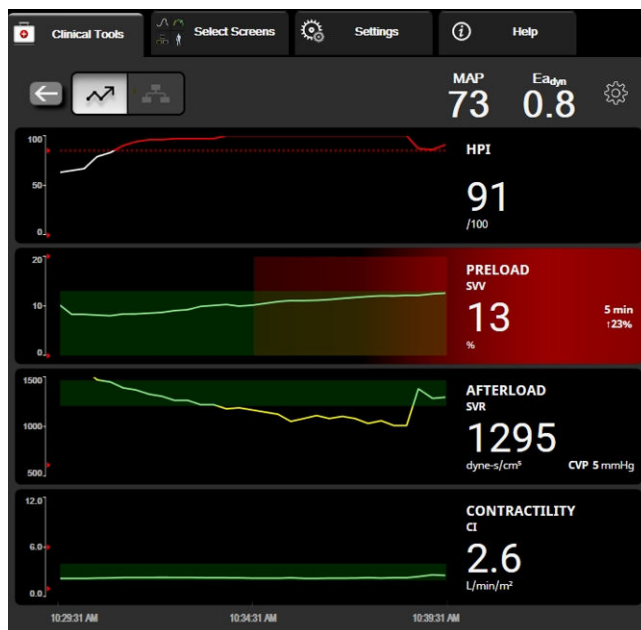 Clinical Tools
Select Screens
Settings
Help
MAP
73
Eadyn
0.8
100
50
0
HPI
91
/100
20
10
0
PRELOAD
SVV
13
%
5 min
↑23%
1500
1000
500
AFTERLOAD
SVR
1295
dyne-s/cm⁵
CVP 5 mmHg
12.0
6.0
0.0
CONTRACTILITY
CI
2.6
L/min/m²
10:29:31 AM
10:34:31 AM
10:39:31 AM